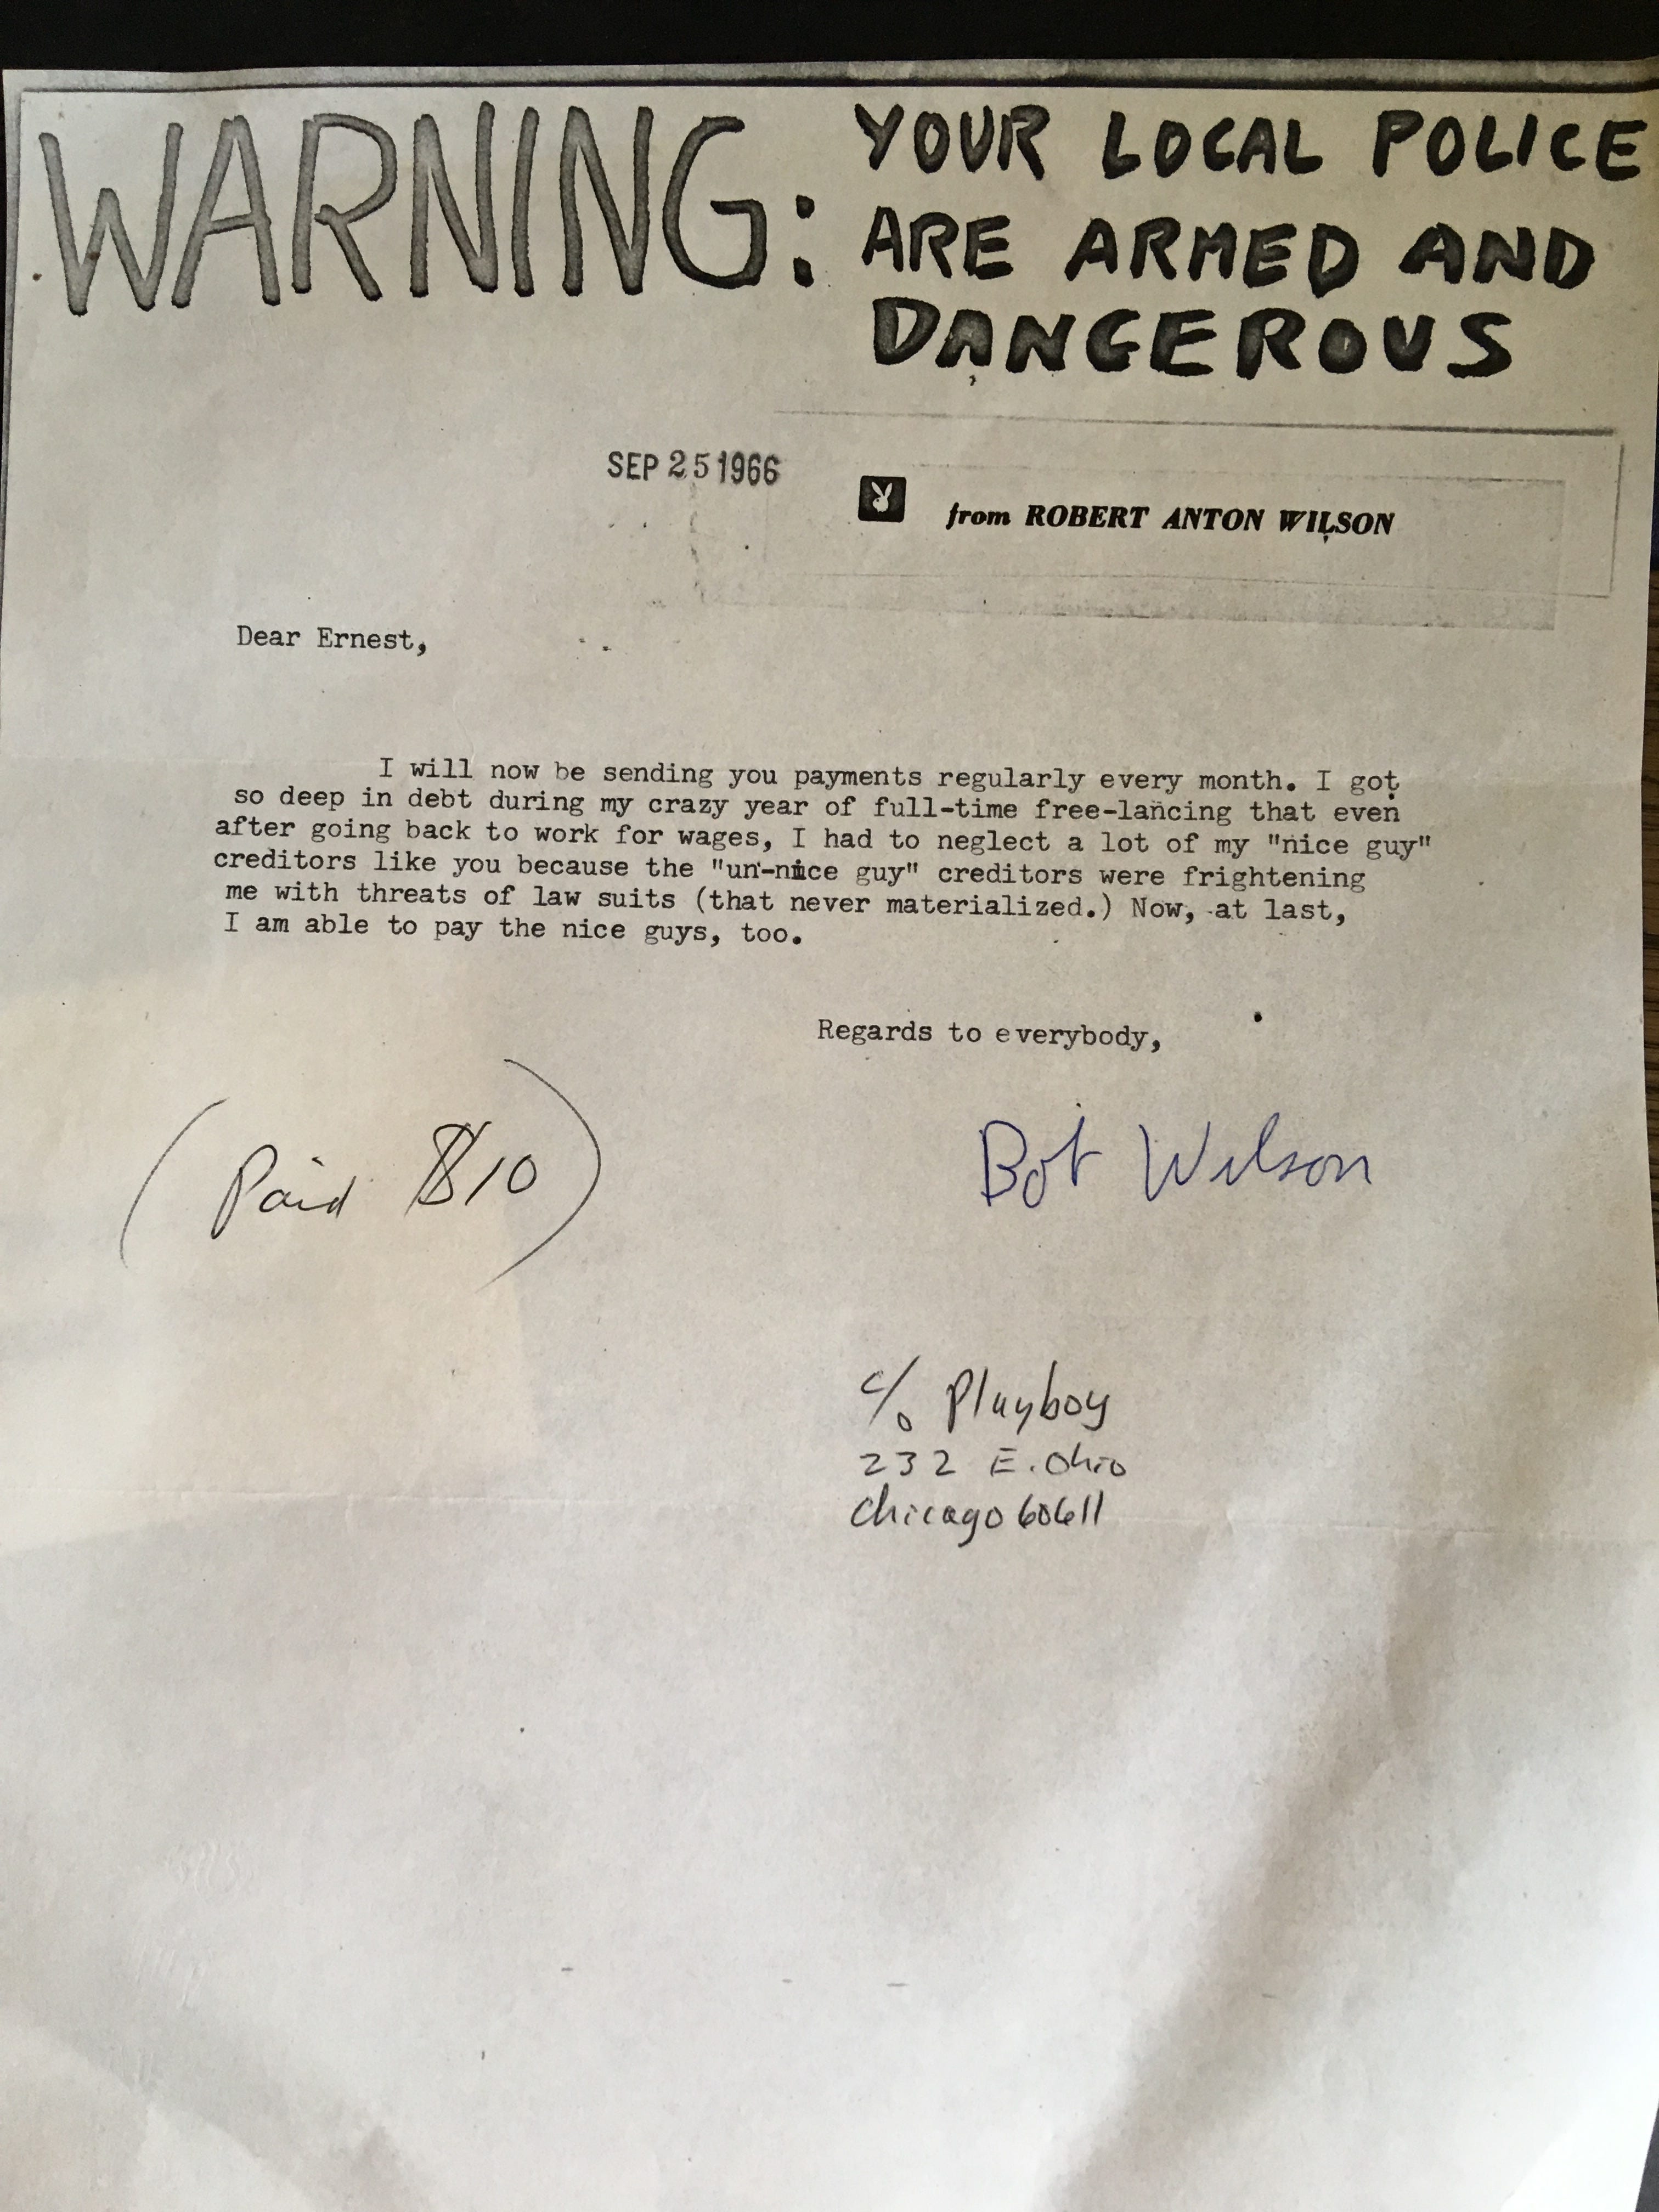 WARNING: YOUR LOCAL POLICE
ARE ARMED AND
DANGEROUS
SEP 25 1966
from ROBERT ANTON WILSON
Dear Ernest,
I will now be sending you payments regularly every month. I got
so deep in debt during my crazy year of full-time free-lancing that even
after going back to work for wages, I had to neglect a lot of my "nice guy"
creditors like you because the "un-nice guy" creditors were frightening
me with threats of law suits (that never materialized.) Now, at last,
I am able to pay the nice guys, too.
Regards to everybody,
Bob Wilson
(Paid $10)
c/o Playboy
232 E. Ohio
Chicago 60611